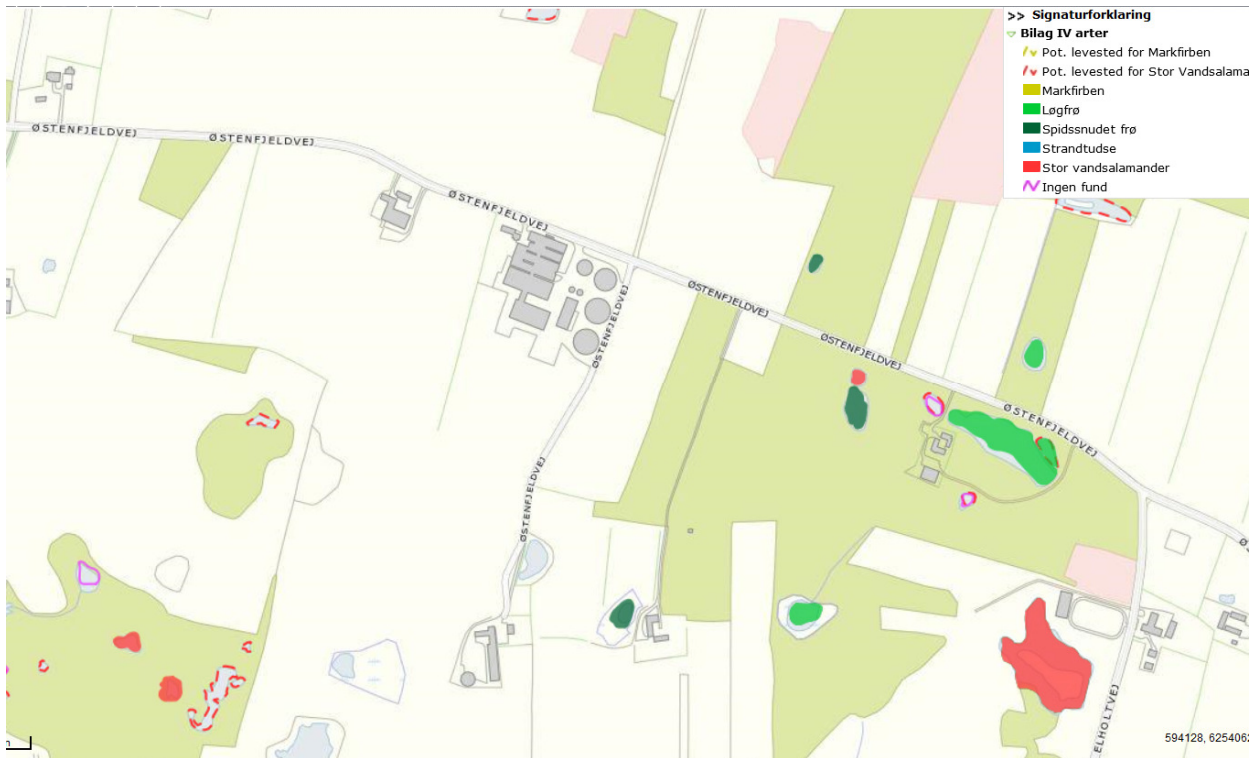 >> Signaturforklaring
Bilag IV arter
Pot. levested for Markfirben
Pot. levested for Stor Vandsalama
Markfirben
Løgfrø
Spidssnudet frø
Strandtudse
Stor vandsalamander
Ingen fund
ØSTENFJELDVEJ
ØSTENFJELDVEJ
ØSTENFJELDVEJ
ØSTENFJELDVEJ
ØSTENFJELDVEJ
ØSTENFJELDVEJ
ØSTENFJELDVEJ
ØSTENFJELDVEJ
ELHOLTVEJ
594128, 6254062